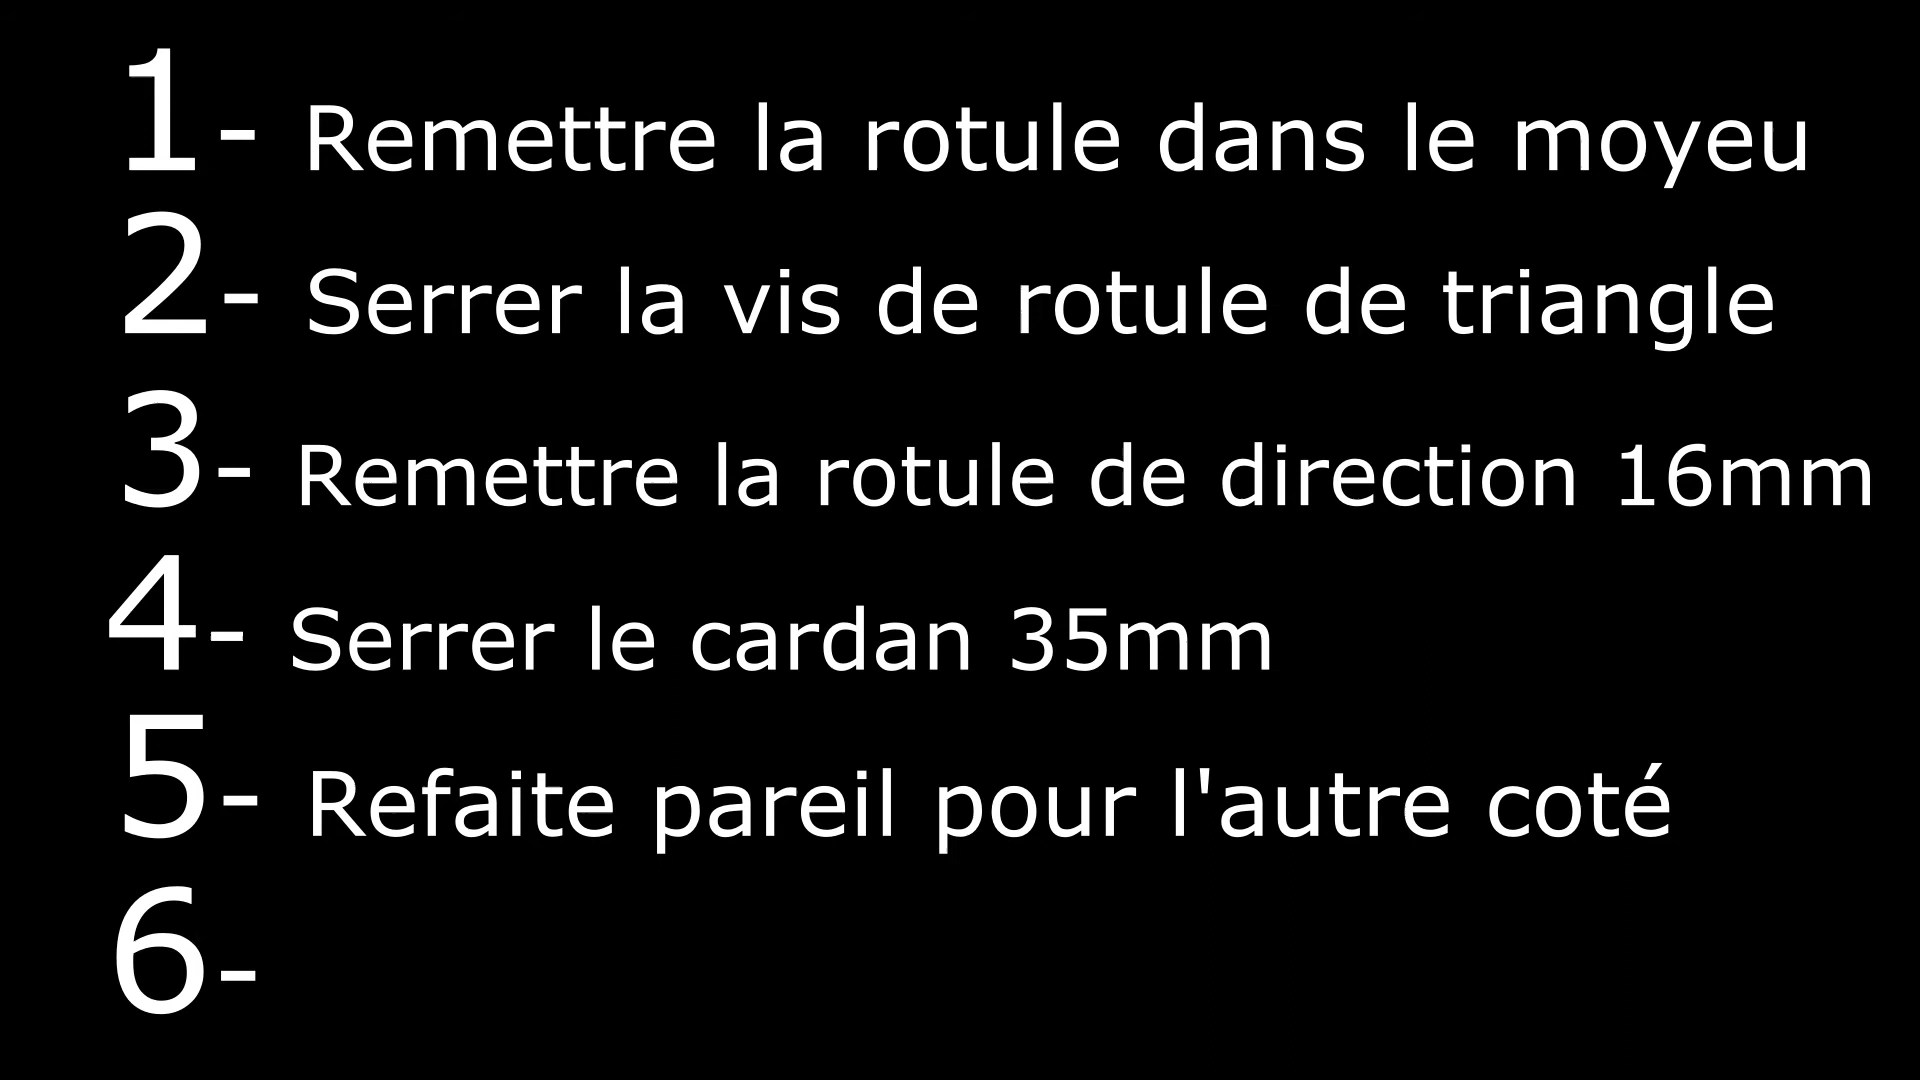 1- Remettre la rotule dans le moyeu
2- Serrer la vis de rotule de triangle
3- Remettre la rotule de direction 16mm
4- Serrer le cardan 35mm
5- Refaite pareil pour l'autre coté
6-